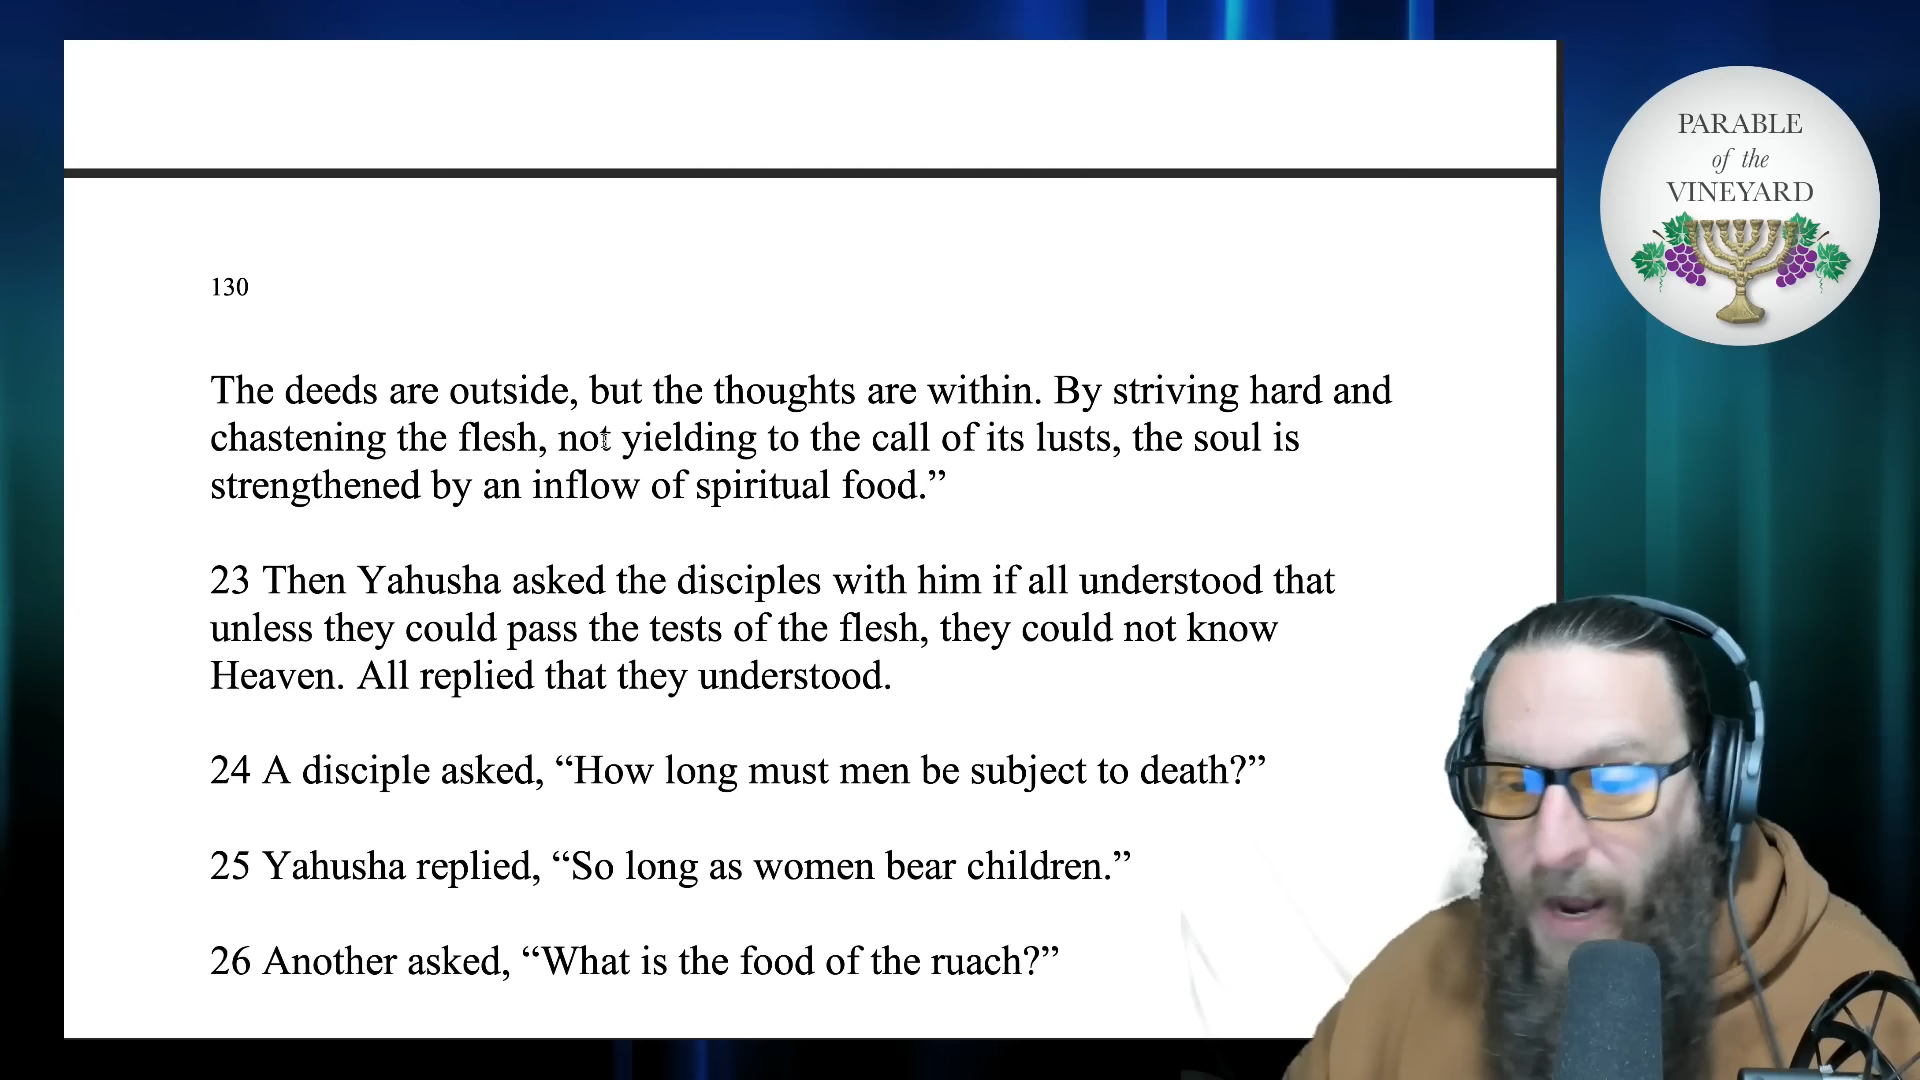 PARABLE
of the
VINEYARD
130
The deeds are outside, but the thoughts are within. By striving hard and
chastening the flesh, not yielding to the call of its lusts, the soul is
strengthened by an inflow of spiritual food.”
23 Then Yahusha asked the disciples with him if all understood that
unless they could pass the tests of the flesh, they could not know
Heaven. All replied that they understood.
24 A disciple asked, “How long must men be subject to death?”
25 Yahusha replied, “So long as women bear children.”
26 Another asked, “What is the food of the ruach?”